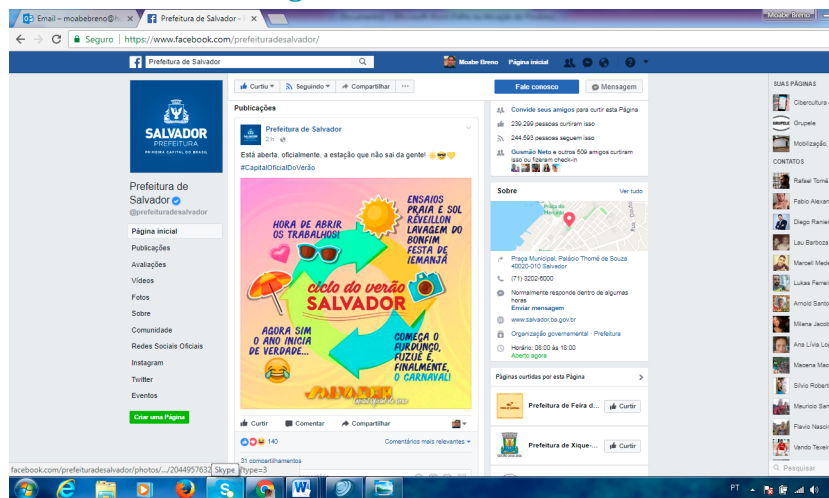 Email – moabebreno@h
Prefeitura de Salvador -
Moabe Breno
Seguro | https://www.facebook.com/prefeituradesalvador/
Prefeitura de Salvador
Moabe Breno Página inicial
Curtiu Seguindo Compartilhar ...
Fale conosco Mensagem
SALVADOR
PREFEITURA
PRIMEIRA CAPITAL DO BRASIL
Prefeitura de
Salvador
@prefeituradesalvador
Página inicial
Publicações
Avaliações
Vídeos
Fotos
Sobre
Comunidade
Redes Sociais Oficiais
Instagram
Twitter
Eventos
Criar uma Página
Publicações
Prefeitura de Salvador
2 h
Está aberta, oficialmente, a estação que não sai da gente!
#CapitalOficialDoVerão
HORA DE ABRIR
OS TRABALHOS!
ENSAIOS
PRAIA E SOL
RÉVEILLON
LAVAGEM DO
BONFIM
FESTA DE
IEMANJÁ
ciclo do verão
SALVADOR
AGORA SIM
O ANO INICIA
DE VERDADE...
COMEÇA O
FURDUNÇO,
FUZUÊ E,
FINALMENTE,
O CARNAVAL!
SALVADOR
Curtir Comentar Compartilhar
140 Comentários mais relevantes
31 compartilhamentos
Convide seus amigos para curtir esta Página
239.299 pessoas curtiram isso
244.593 pessoas seguem isso
Gusmão Neto e outros 509 amigos curtiram
isso ou fizeram check-in
Sobre Ver tudo
Praça Municipal, Palácio Thomé de Souza
40020-010 Salvador
(71) 3202-6000
Normalmente responde dentro de algumas
horas
Enviar mensagem
www.salvador.ba.gov.br
Organização governamental · Prefeitura
Horário: 08:00 às 18:00
Aberto agora
Páginas curtidas por esta Página
Prefeitura de Feira d... Curtir
Prefeitura de Xique-... Curtir
SUAS PÁGINAS
Cibercultura
Grupele
Mobilização,
CONTATOS
Rafael Tomé
Fabio Alexan
Diego Ranier
Lau Barboza
Marcell Mede
Lukas Ferrei
Arnold Santo
Milena Jacob
Ana Lívia Lop
Macena Mac
Silvio Robert
Mauricio San
Flavio Nascin
Vando Texeir
Pesquisar
facebook.com/prefeituradesalvador/photos/.../2044957632 Skype /?type=3
PT